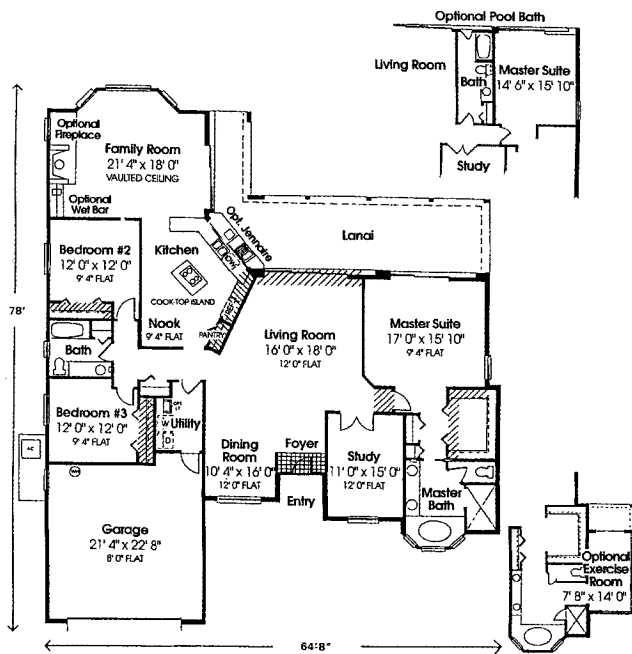 Optional Pool Bath
Living Room
Bath
Master Suite
14' 6" x 15' 10"
Study
Optional
Fireplace
Family Room
21' 4" x 18' 0"
VAULTED CEILING
Optional
Wet Bar
Opt. Jennaire
Lanai
Bedroom #2
12' 0" x 12' 0"
9' 4" FLAT
Kitchen
COOK-TOP ISLAND
DW
REF
PANTRY
Nook
9' 4" FLAT
78'
Living Room
16' 0" x 18' 0"
12' 0" FLAT
Master Suite
17' 0" x 15' 10"
9' 4" FLAT
Bath
Bedroom #3
12' 0" x 12' 0"
9' 4" FLAT
OPT
LT
W
D
Utility
AC
WH
Dining
Room
10' 4" x 16' 0"
12' 0" FLAT
Foyer
Entry
Study
11' 0" x 15' 0"
12' 0" FLAT
Master
Bath
Garage
21' 4" x 22' 8"
8' 0" FLAT
Optional
Exercise
Room
7' 8" x 14' 0"
64'8"